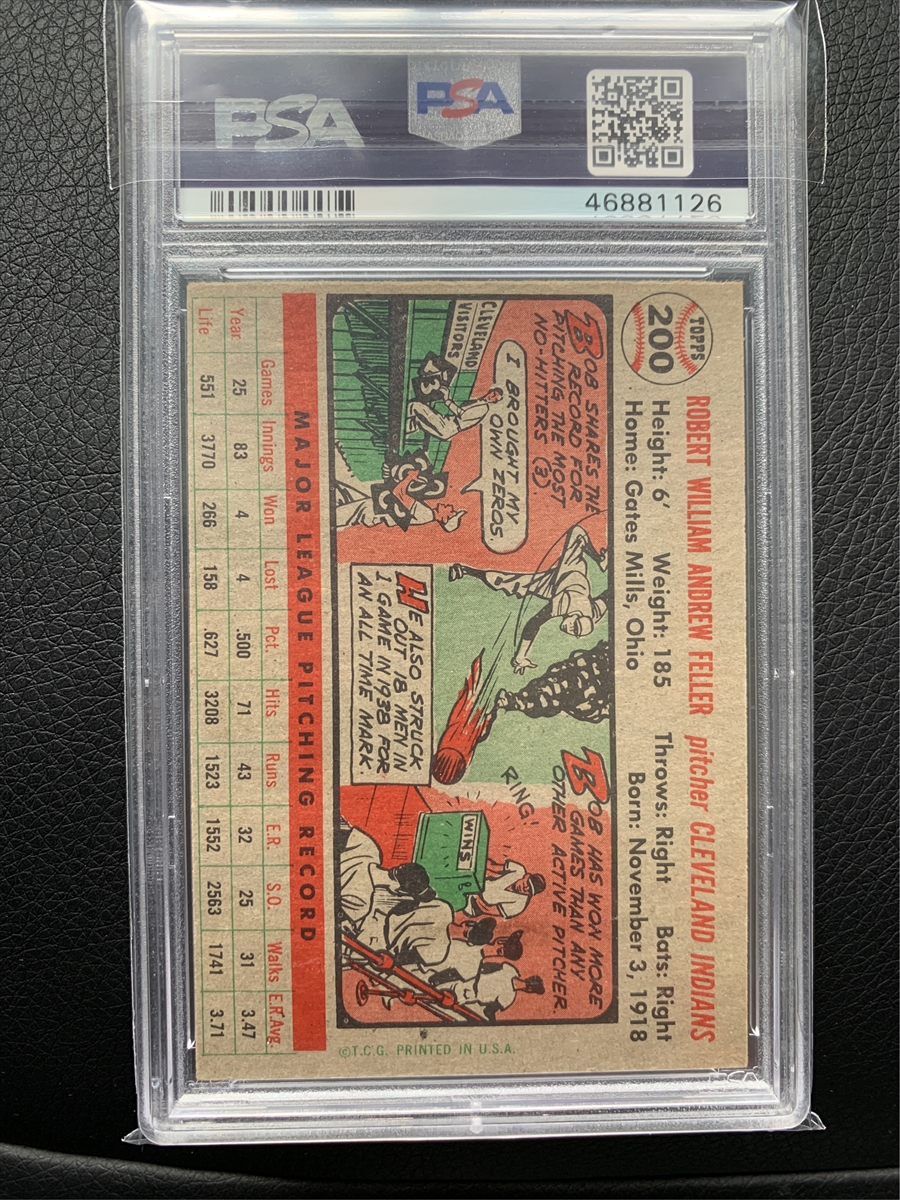 PSA
PSA
46881126
TOPPS
200
ROBERT WILLIAM ANDREW FELLER pitcher CLEVELAND INDIANS
Height: 6' Weight: 185 Throws: Right Bats: Right
Home: Gates Mills, Ohio Born: November 3, 1918
BOB SHARES THE
RECORD FOR
PITCHING THE MOST
NO-HITTERS (3).
I BROUGHT MY
OWN ZEROS
CLEVELAND
VISITORS
HE ALSO STRUCK
OUT 18 MEN IN
1 GAME IN 1938 FOR
AN ALL TIME MARK
BOB HAS WON MORE
GAMES THAN ANY
OTHER ACTIVE PITCHER.
RING!
WINS
MAJOR LEAGUE PITCHING RECORD
Games Innings Won Lost Pct. Hits Runs E.R. S.O. Walks E.R.Avg.
Year 25 83 4 4 .500 71 43 32 25 31 3.47
Life 551 3770 266 158 .627 3208 1523 1552 2563 1741 3.71
©T.C.G. PRINTED IN U.S.A.